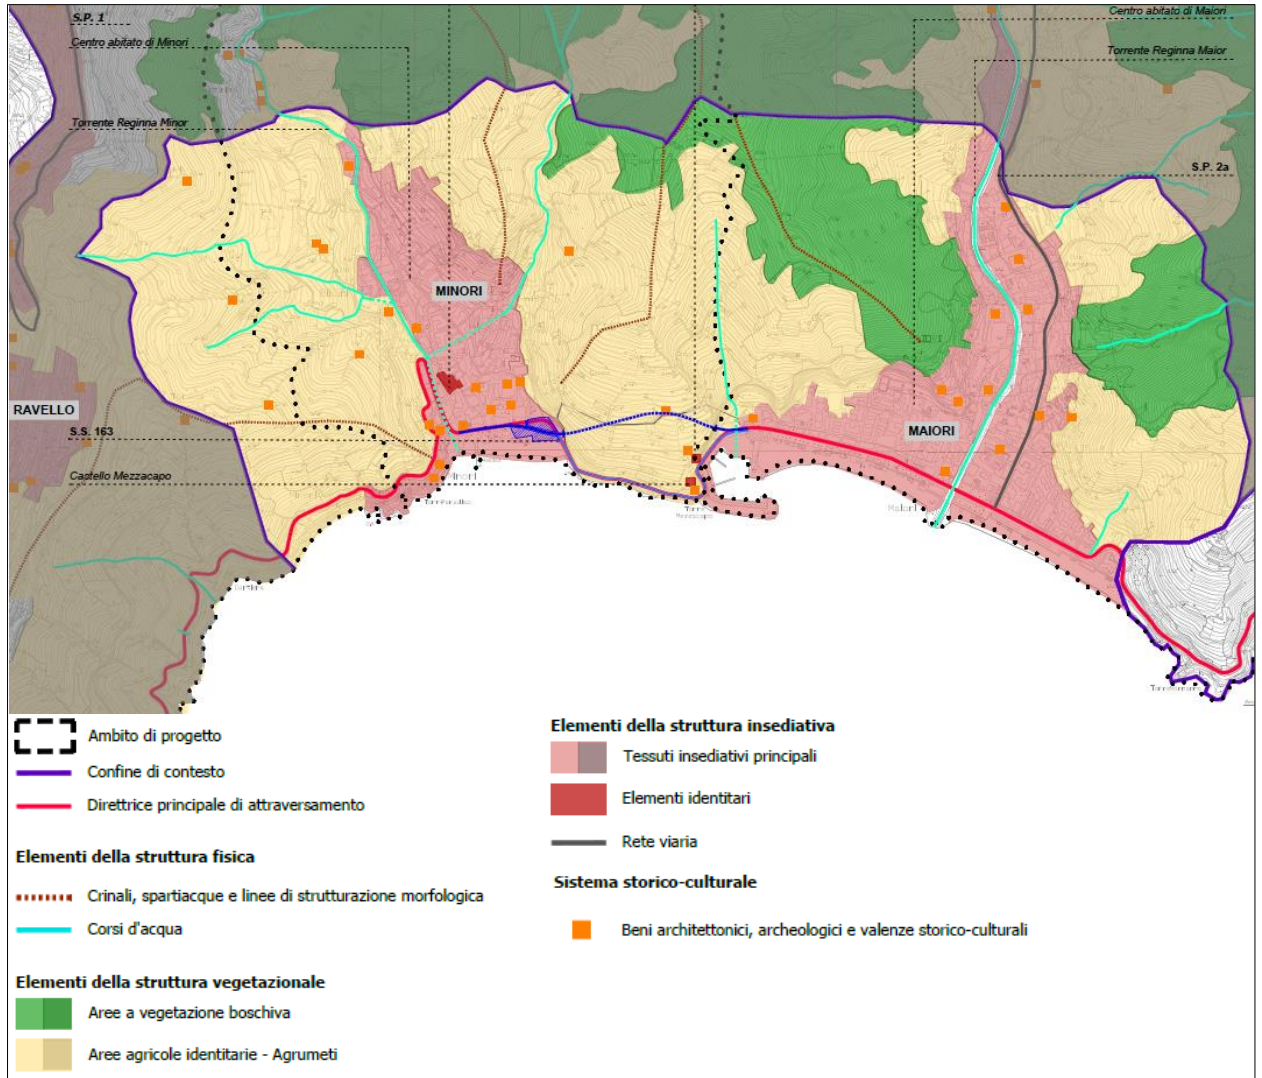 S.P. 1
Centro abitato di Maiori
Centro abitato di Minori
Torrente Reginna Maior
Torrente Reginna Minor
S.P. 2a
MINORI
RAVELLO
S.S. 163
MAIORI
Castello Mezzacapo
Minori
Maiori
Ambito di progetto
Confine di contesto
Direttrice principale di attraversamento
Elementi della struttura fisica
Crinali, spartiacque e linee di strutturazione morfologica
Corsi d'acqua
Elementi della struttura vegetazionale
Aree a vegetazione boschiva
Aree agricole identitarie - Agrumeti
Elementi della struttura insediativa
Tessuti insediativi principali
Elementi identitari
Rete viaria
Sistema storico-culturale
Beni architettonici, archeologici e valenze storico-culturali